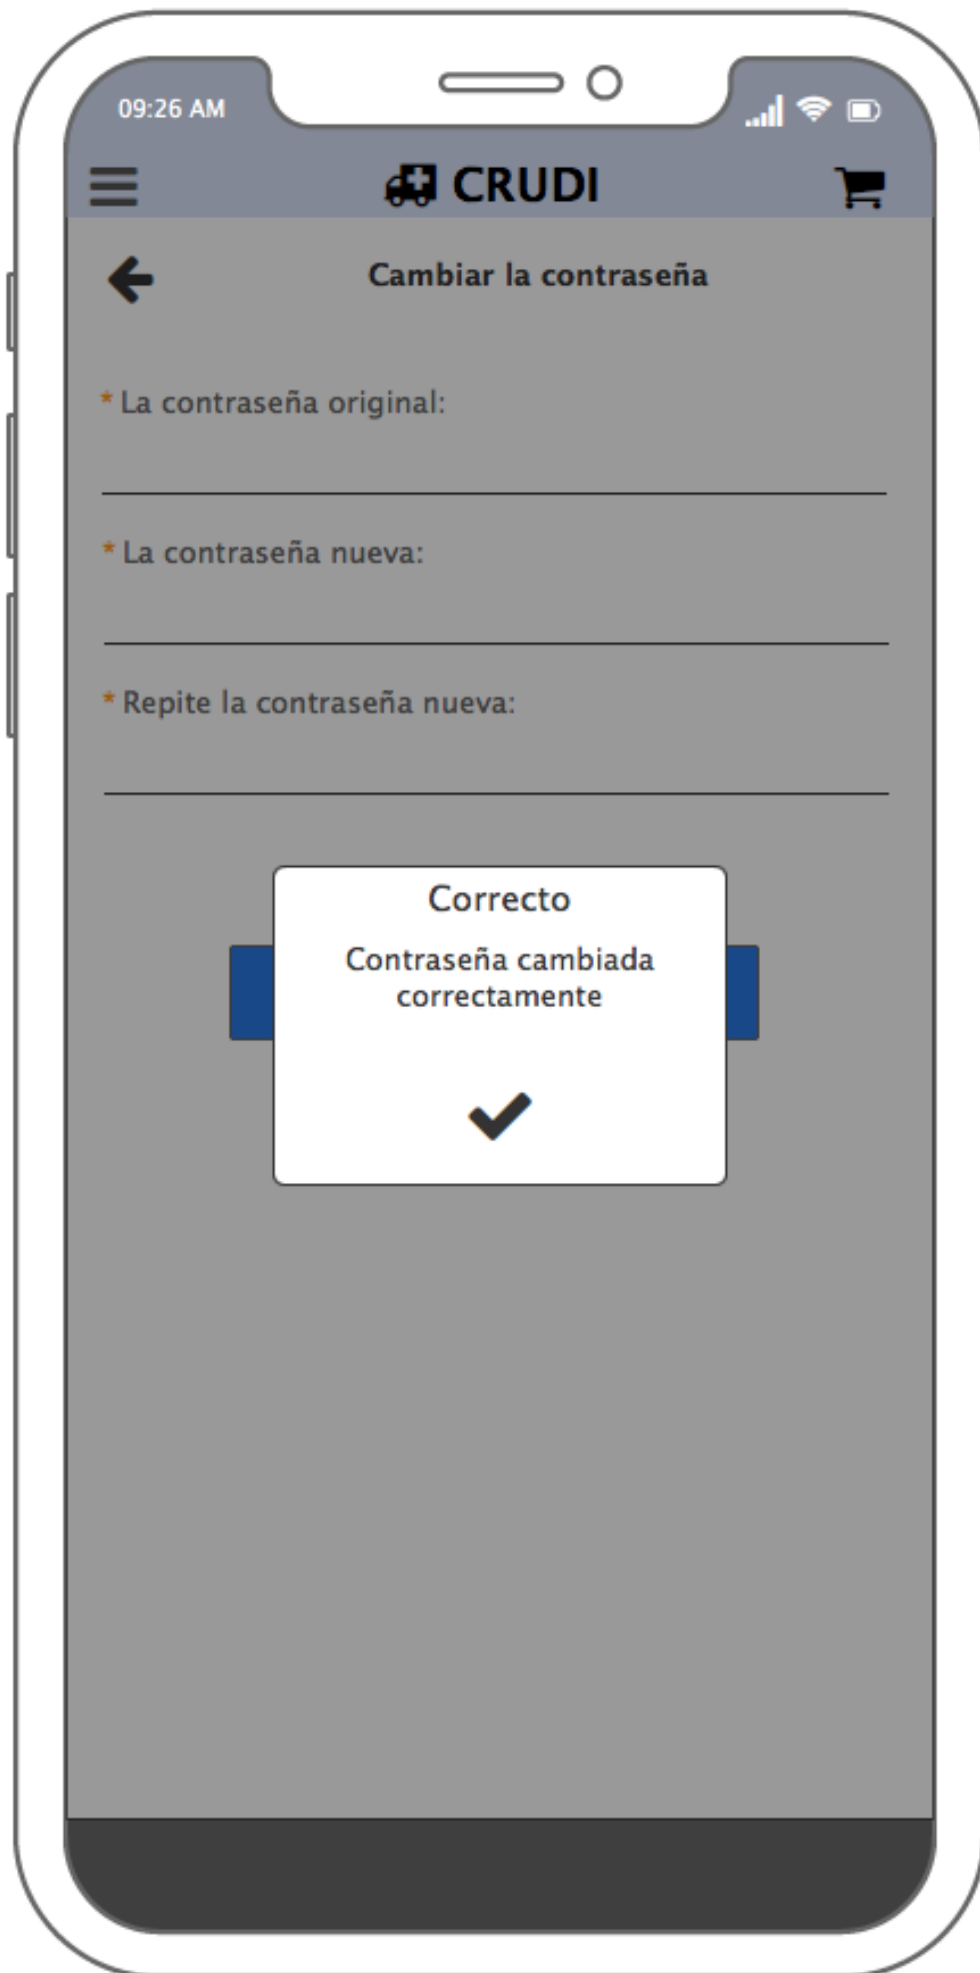 09:26 AM
CRUDI
Cambiar la contraseña
* La contraseña original:
* La contraseña nueva:
* Repite la contraseña nueva:
Correcto
Contraseña cambiada
correctamente